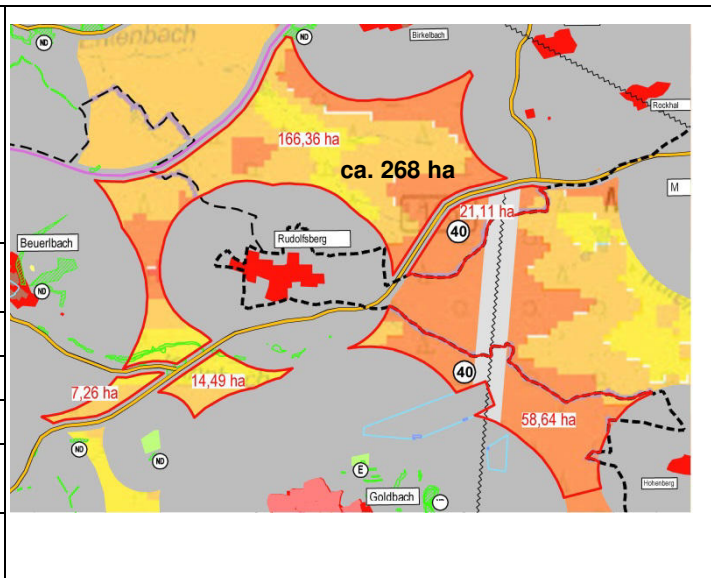 ND
ND
Birkelbach
Rockhal
166,36 ha
ca. 268 ha
M
21,11 ha
40
Beuerlbach
Rudolfsberg
ND
40
7,26 ha
14,49 ha
58,64 ha
ND
ND
E
Goldbach
Hohenberg